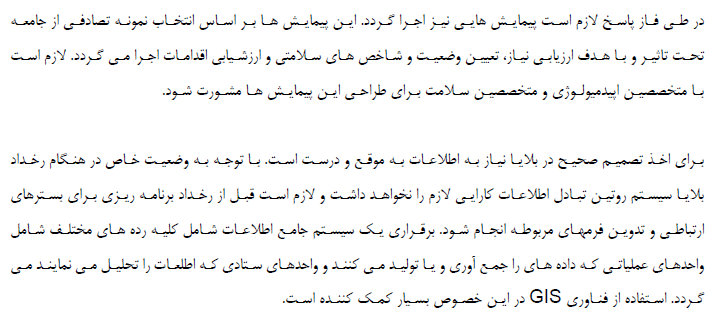 در طی فاز پاسخ لازم است پیمایش هایی نیز اجرا گردد. این پیمایش ها بر اساس انتخاب نمونه تصادفی از جامعه
تحت تاثیر و با هدف ارزیابی نیاز، تعیین وضعیت و شاخص های سلامتی و ارزشیابی اقدامات اجرا می گردد. لازم است
با متخصصین اپیدمیولوژی و متخصصین سلامت برای طراحی این پیمایش ها مشورت شود.
برای اخذ تصمیم صحیح در بلایا نیاز به اطلاعات به موقع و درست است. با توجه به وضعیت خاص در هنگام رخداد
بلایا سیستم روتین تبادل اطلاعات کارایی لازم را نخواهد داشت و لازم است قبل از رخداد برنامه ریزی برای بسترهای
ارتباطی و تدوین فرمهای مربوطه انجام شود. برقراری یک سیستم جامع اطلاعات شامل کلیه رده های مختلف شامل
واحدهای عملیاتی که داده های را جمع آوری و یا تولید می کنند و واحدهای ستادی که اطلعات را تحلیل می نمایند می
گردد. استفاده از فناوری GIS در این خصوص بسیار کمک کننده است.